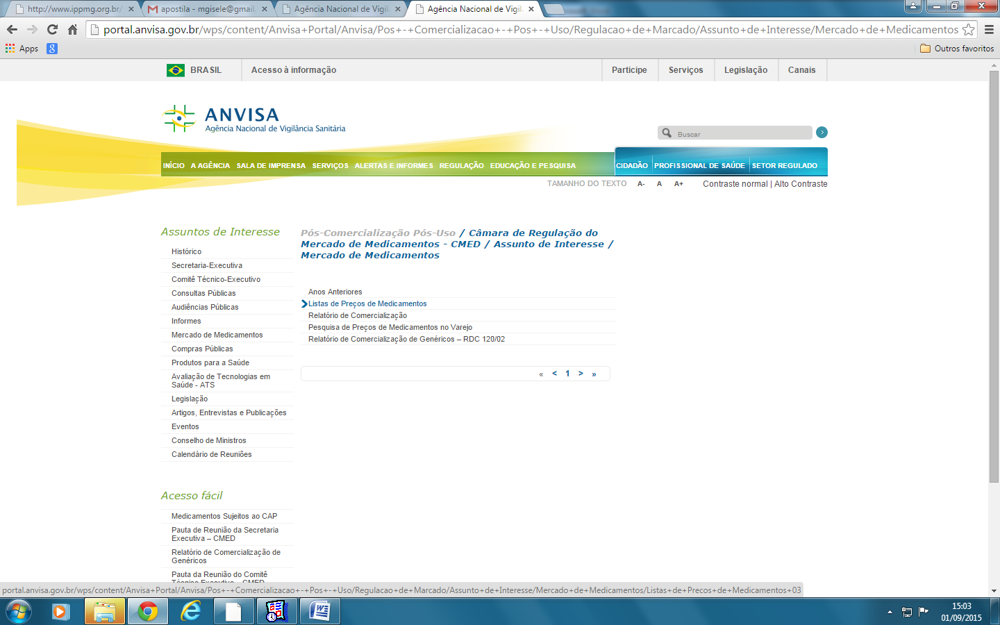 http://www.ippmg.org.br/
apostila - mgisele@gmail.
Agência Nacional de Vigil
Agência Nacional de Vigil
portal.anvisa.gov.br/wps/content/Anvisa+Portal/Anvisa/Pos+-+Comercializacao+-+Pos+-+Uso/Regulacao+de+Marcado/Assunto+de+Interesse/Mercado+de+Medicamentos
Apps
Outros favoritos
BRASIL
Acesso à informação
Participe
Serviços
Legislação
Canais
ANVISA
Agência Nacional de Vigilância Sanitária
Buscar
INÍCIO A AGÊNCIA SALA DE IMPRENSA SERVIÇOS ALERTAS E INFORMES REGULAÇÃO EDUCAÇÃO E PESQUISA CIDADÃO PROFISSIONAL DE SAÚDE SETOR REGULADO
TAMANHO DO TEXTO A- A A+ Contraste normal | Alto Contraste
Assuntos de Interesse
Histórico
Secretaria-Executiva
Comitê Técnico-Executivo
Consultas Públicas
Audiências Públicas
Informes
Mercado de Medicamentos
Compras Públicas
Produtos para a Saúde
Avaliação de Tecnologias em
Saúde - ATS
Legislação
Artigos, Entrevistas e Publicações
Eventos
Conselho de Ministros
Calendário de Reuniões
Acesso fácil
Medicamentos Sujeitos ao CAP
Pauta de Reunião da Secretaria
Executiva – CMED
Relatório de Comercialização de
Genéricos
Pauta da Reunião do Comitê
Técnico Executivo – CMED
Pós-Comercialização Pós-Uso / Câmara de Regulação do
Mercado de Medicamentos - CMED / Assunto de Interesse /
Mercado de Medicamentos
Anos Anteriores
Listas de Preços de Medicamentos
Relatório de Comercialização
Pesquisa de Preços de Medicamentos no Varejo
Relatório de Comercialização de Genéricos – RDC 120/02
« < 1 > »
portal.anvisa.gov.br/wps/content/Anvisa+Portal/Anvisa/Pos+-+Comercializacao+-+Pos+-+Uso/Regulacao+de+Marcado/Assunto+de+Interesse/Mercado+de+Medicamentos/Listas+de+Precos+de+Medicamentos+03
15:03
01/09/2015